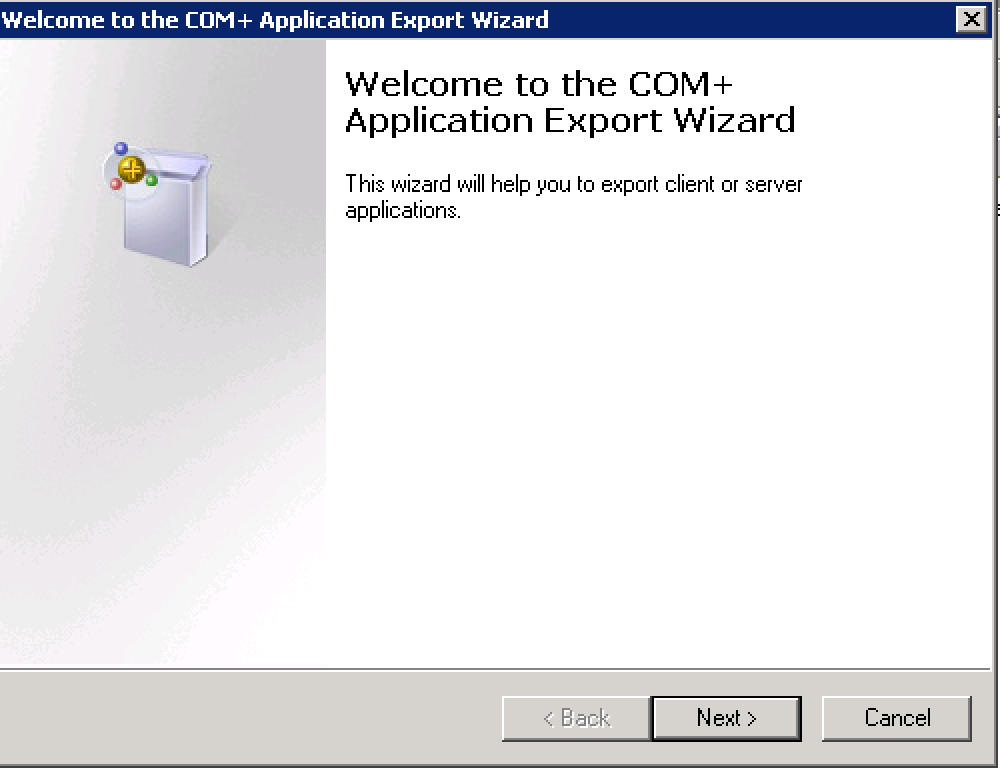 Welcome to the COM+ Application Export Wizard
Welcome to the COM+
Application Export Wizard
This wizard will help you to export client or server
applications.
< Back
Next >
Cancel